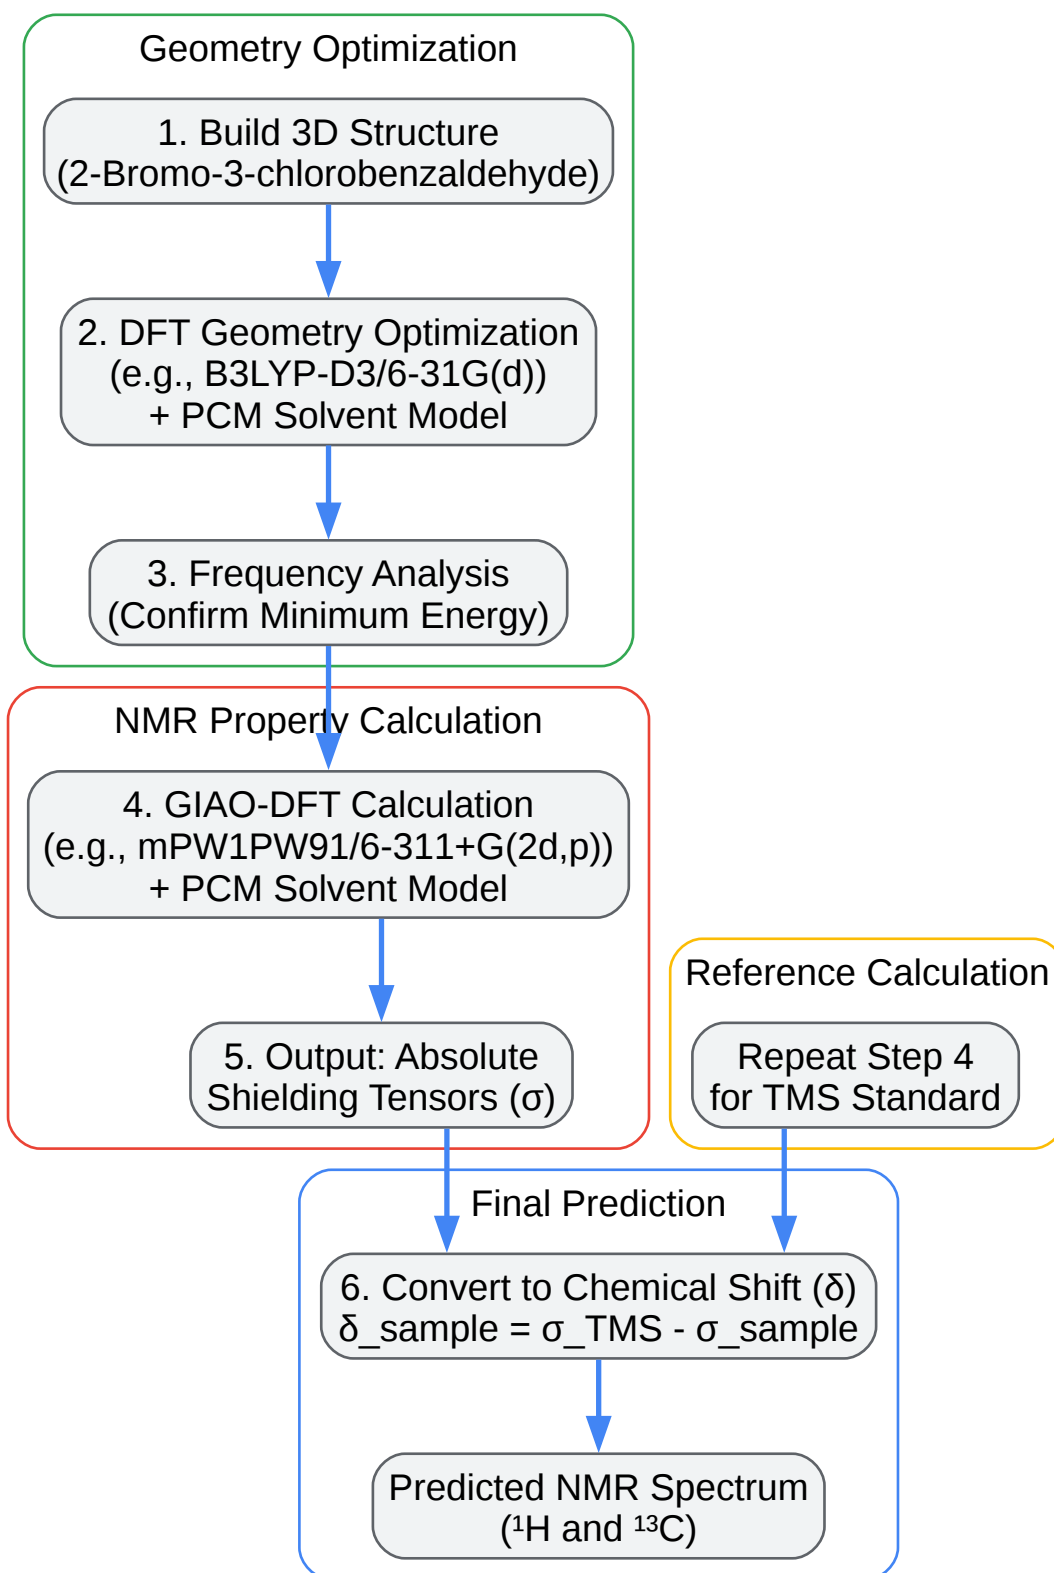 Geometry Optimization
1. Build 3D Structure
(2-Bromo-3-chlorobenzaldehyde)
2. DFT Geometry Optimization
(e.g., B3LYP-D3/6-31G(d))
+ PCM Solvent Model
3. Frequency Analysis
(Confirm Minimum Energy)
NMR Property Calculation
4. GIAO-DFT Calculation
(e.g., mPW1PW91/6-311+G(2d,p))
+ PCM Solvent Model
5. Output: Absolute
Shielding Tensors (σ)
Reference Calculation
Repeat Step 4
for TMS Standard
Final Prediction
6. Convert to Chemical Shift (δ)
δ_sample = σ_TMS - σ_sample
Predicted NMR Spectrum
(¹H and ¹³C)